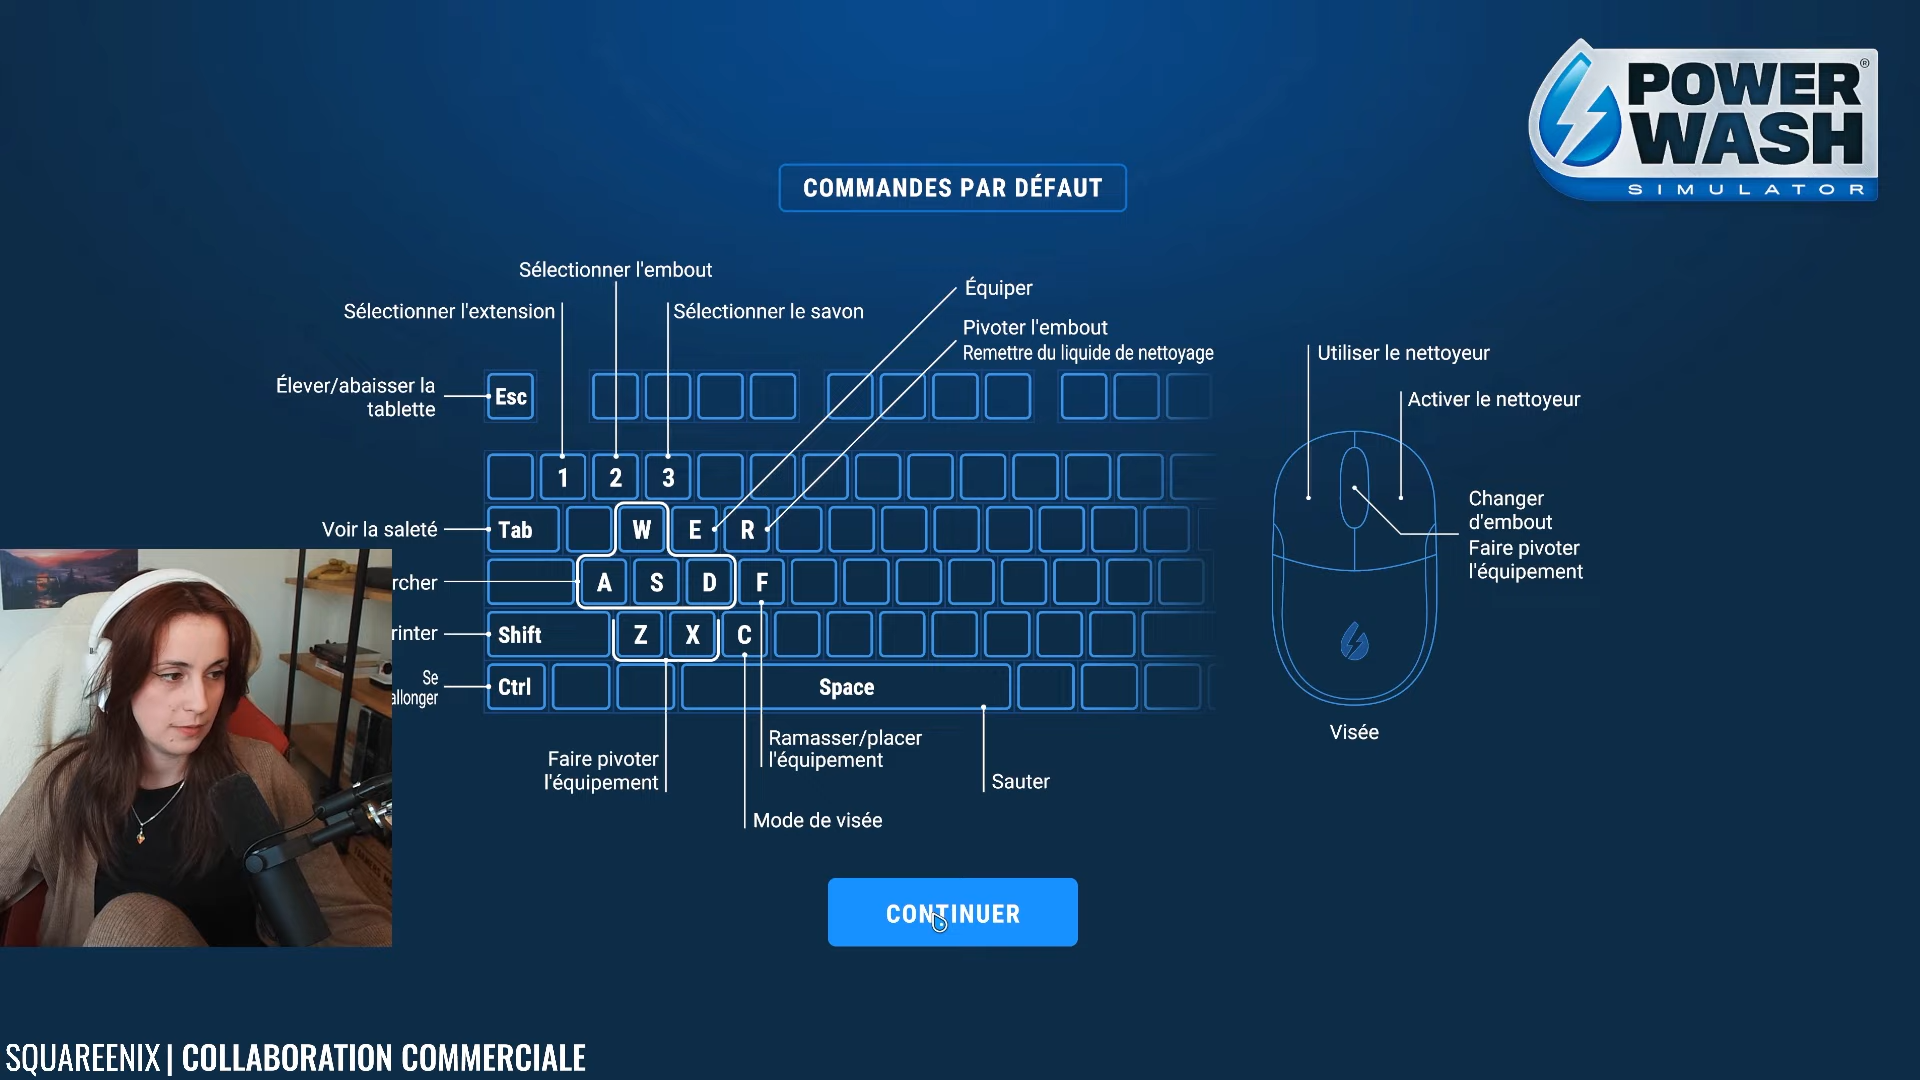 POWER®
WASH
SIMULATOR
COMMANDES PAR DÉFAUT
Sélectionner l'embout
Sélectionner l'extension
Sélectionner le savon
Équiper
Pivoter l'embout
Remettre du liquide de nettoyage
Utiliser le nettoyeur
Activer le nettoyeur
Élever/abaisser la
tablette
Esc
1 2 3
Changer
d'embout
Faire pivoter
l'équipement
Voir la saleté
Tab W E R
rcher
A S D F
rinter
Shift Z X C
Se
allonger
Ctrl Space
Visée
Faire pivoter
l'équipement
Ramasser/placer
l'équipement
Sauter
Mode de visée
CONTINUER
SQUAREENIX | COLLABORATION COMMERCIALE